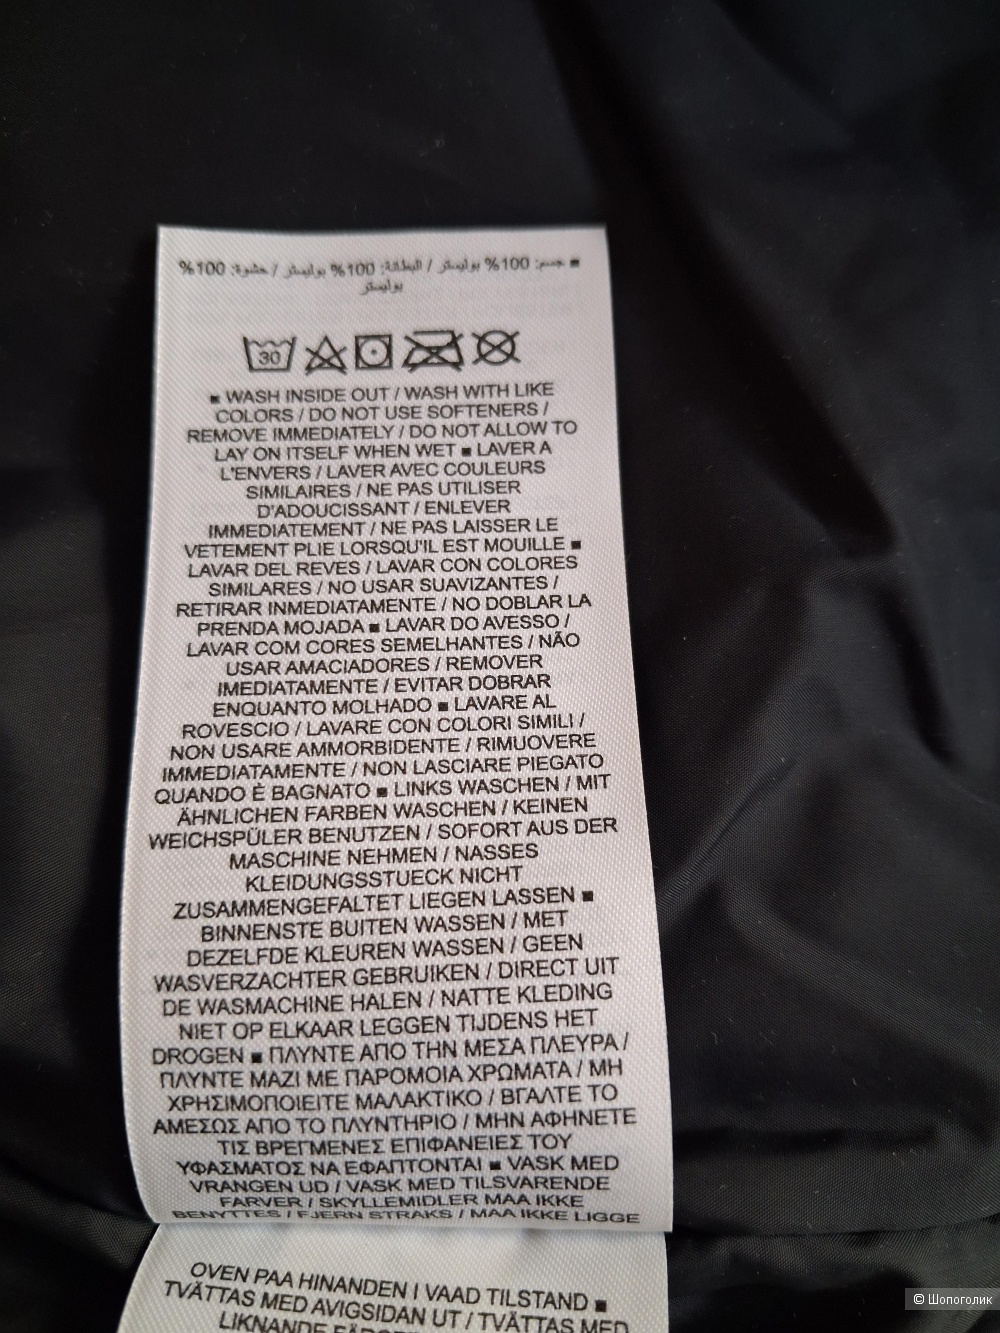 ■ جسم: 100% بوليستر / البطانة: 100% بوليستر / حشوة: 100%
بوليستر
30
■ WASH INSIDE OUT / WASH WITH LIKE
COLORS / DO NOT USE SOFTENERS /
REMOVE IMMEDIATELY / DO NOT ALLOW TO
LAY ON ITSELF WHEN WET ■ LAVER A
L'ENVERS / LAVER AVEC COULEURS
SIMILAIRES / NE PAS UTILISER
D'ADOUCISSANT / ENLEVER
IMMEDIATEMENT / NE PAS LAISSER LE
VETEMENT PLIE LORSQU'IL EST MOUILLE ■
LAVAR DEL REVES / LAVAR CON COLORES
SIMILARES / NO USAR SUAVIZANTES /
RETIRAR INMEDIATAMENTE / NO DOBLAR LA
PRENDA MOJADA ■ LAVAR DO AVESSO /
LAVAR COM CORES SEMELHANTES / NÃO
USAR AMACIADORES / REMOVER
IMEDIATAMENTE / EVITAR DOBRAR
ENQUANTO MOLHADO ■ LAVARE AL
ROVESCIO / LAVARE CON COLORI SIMILI /
NON USARE AMMORBIDENTE / RIMUOVERE
IMMEDIATAMENTE / NON LASCIARE PIEGATO
QUANDO È BAGNATO ■ LINKS WASCHEN / MIT
ÄHNLICHEN FARBEN WASCHEN / KEINEN
WEICHSPÜLER BENUTZEN / SOFORT AUS DER
MASCHINE NEHMEN / NASSES
KLEIDUNGSSTUECK NICHT
ZUSAMMENGEFALTET LIEGEN LASSEN ■
BINNENSTE BUITEN WASSEN / MET
DEZELFDE KLEUREN WASSEN / GEEN
WASVERZACHTER GEBRUIKEN / DIRECT UIT
DE WASMACHINE HALEN / NATTE KLEDING
NIET OP ELKAAR LEGGEN TIJDENS HET
DROGEN ■ ΠΛΥΝΤΕ ΑΠΟ ΤΗΝ ΜΕΣΑ ΠΛΕΥΡΑ /
ΠΛΥΝΤΕ ΜΑΖΙ ΜΕ ΠΑΡΟΜΟΙΑ ΧΡΩΜΑΤΑ / ΜΗ
ΧΡΗΣΙΜΟΠΟΙΕΙΤΕ ΜΑΛΑΚΤΙΚΟ / ΒΓΑΛΤΕ ΤΟ
ΑΜΕΣΩΣ ΑΠΟ ΤΟ ΠΛΥΝΤΗΡΙΟ / ΜΗΝ ΑΦΗΝΕΤΕ
ΤΙΣ ΒΡΕΓΜΕΝΕΣ ΕΠΙΦΑΝΕΙΕΣ ΤΟΥ
ΥΦΑΣΜΑΤΟΣ ΝΑ ΕΦΑΠΤΟΝΤΑΙ ■ VASK MED
VRANGEN UD / VASK MED TILSVARENDE
FARVER / SKYLLEMIDLER MAA IKKE
BENYTTES / FJERN STRAKS / MAA IKKE LIGGE
OVEN PAA HINANDEN I VAAD TILSTAND ■
TVÄTTAS MED AVIGSIDAN UT / TVÄTTAS MED
LIKNANDE
© Шопоголик